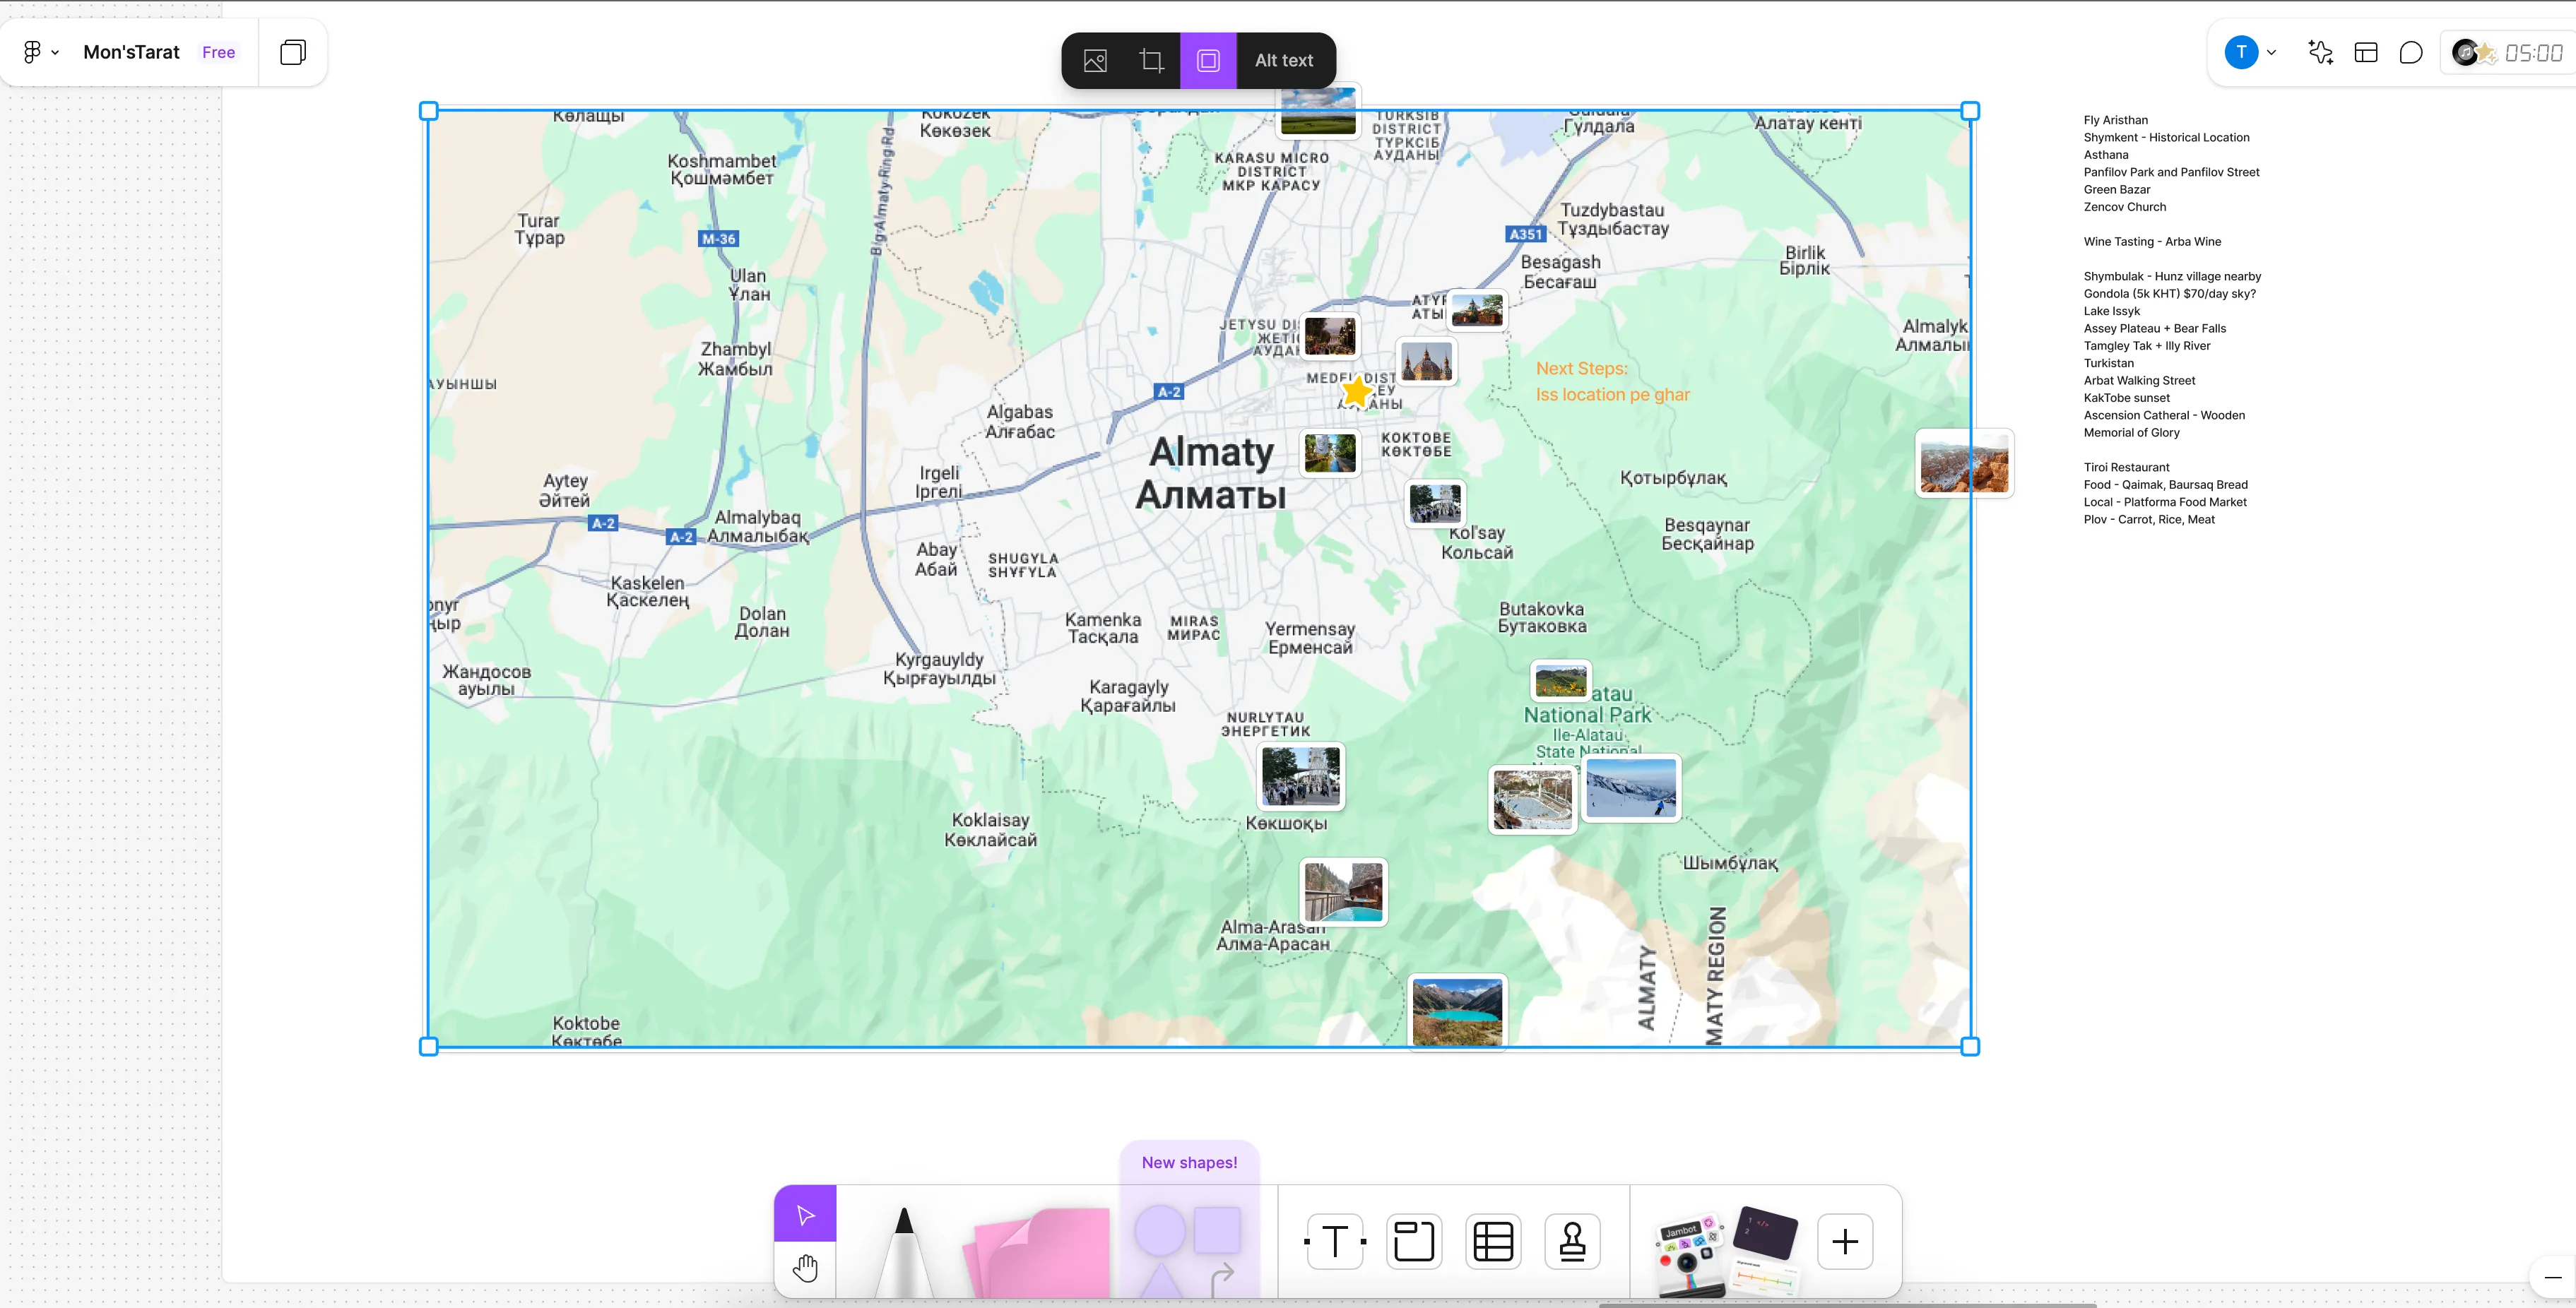 Mon'sTarat
Free
Alt text
T
05:00
Көлащы
Көкөзек
KARASU MICRO
DISTRICT
МКР КАРАСУ
TURKSIB
DISTRICT
ТҮРКСІБ
АУДАНЫ
Гүлдала
Алатау кенті
Koshmambet
Қошмәмбет
Big Almaty Ring Rd
Turar
Тұрар
M-36
Tuzdybastau
Тұздыбастау
A351
Birlik
Бірлік
Ulan
Ұлан
Besagash
Бесағаш
JETYSU DI
ЖЕТІС
АУДАН
АТЫ
Almalyk
Zhambyl
Жамбыл
АУЫНШЫ
Next Steps:
Iss location pe ghar
MEDEU DIST
АУДАНЫ
A-2
Algabas
Алғабас
Almaty
Алматы
KOKTOBE
КӨКТӨБЕ
Irgeli
Іргелі
Қотырбұлақ
Aytey
Әйтей
A-2
A-2
Almalybaq
Алмалыбақ
Kol'say
Кольсай
Besqaynar
Бесқайнар
Abay
Абай
SHUGYLA
SHYFYLA
Kaskelen
Қаскелең
Dolan
Долан
Kamenka
Тасқала
MIRAS
МИРАС
Yermensay
Ерменсай
Butakovka
Бутаковка
Жандосов
ауылы
Kyrgauyldy
Қырғауылды
Karagayly
Қарағайлы
NURLYTAU
ЭНЕРГЕТИК
atau
National Park
Ile-Alatau
State National
Көкшоқы
Koklaisay
Көклайсай
Шымбұлақ
Alma-Arasan
Алма-Арасан
ALMATY
MATY REGION
Koktobe
Көктөбе
Fly Aristhan
Shymkent - Historical Location
Asthana
Panfilov Park and Panfilov Street
Green Bazar
Zencov Church
Wine Tasting - Arba Wine
Shymbulak - Hunz village nearby
Gondola (5k KHT) $70/day sky?
Lake Issyk
Assey Plateau + Bear Falls
Tamgley Tak + Illy River
Turkistan
Arbat Walking Street
KakTobe sunset
Ascension Catheral - Wooden
Memorial of Glory
Tiroi Restaurant
Food - Qaimak, Baursaq Bread
Local - Platforma Food Market
Plov - Carrot, Rice, Meat
New shapes!
T
Jambot